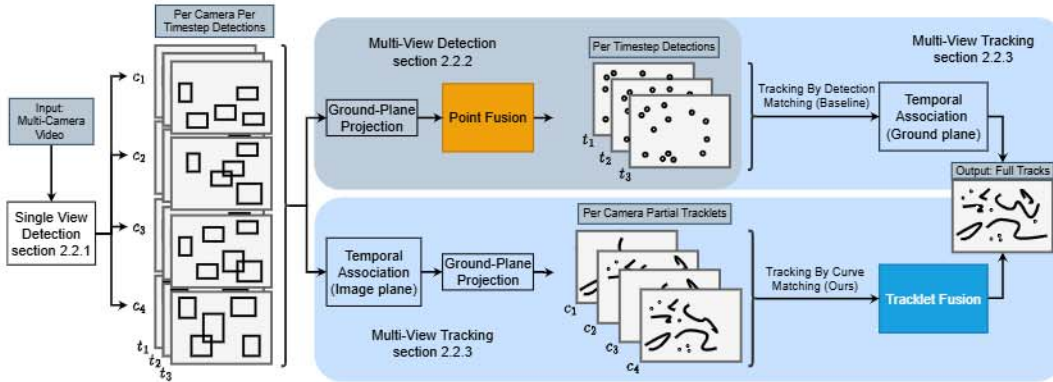 Per Camera Per
Timestep Detections
Input:
Multi-Camera
Video
Single View
Detection
section 2.2.1
c1
c2
c3
c4
t1
t2
t3
Multi-View Detection
section 2.2.2
Ground-Plane
Projection
Point Fusion
Per Timestep Detections
t1
t2
t3
Multi-View Tracking
section 2.2.3
Tracking By Detection
Matching (Baseline)
Temporal
Association
(Ground plane)
Output: Full Tracks
Temporal
Association
(Image plane)
Ground-Plane
Projection
Multi-View Tracking
section 2.2.3
Per Camera Partial Tracklets
c1
c2
c3
c4
Tracking By Curve
Matching (Ours)
Tracklet Fusion